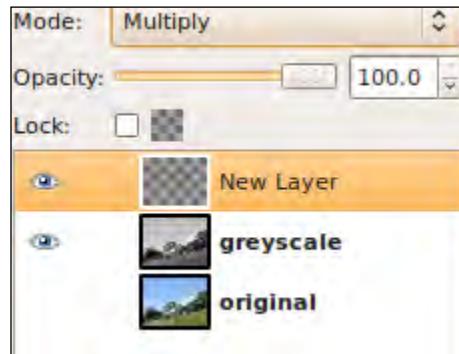 Mode: Multiply
Opacity: 100.0
Lock:
New Layer
greyscale
original